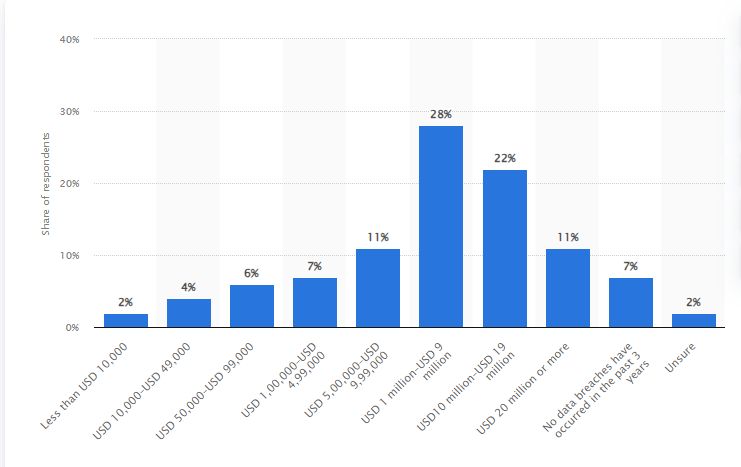 40%
30%
20%
10%
0%
Share of respondents
2%
4%
6%
7%
11%
28%
22%
11%
7%
2%
Less than USD 10,000
USD 10,000–USD 49,000
USD 50,000–USD 99,000
USD 1,00,000–USD
4,99,000
USD 5,00,000–USD
9,99,000
USD 1 million–USD 9
million
USD10 million–USD 19
million
USD 20 million or more
No data breaches have
occurred in the past 3
years
Unsure